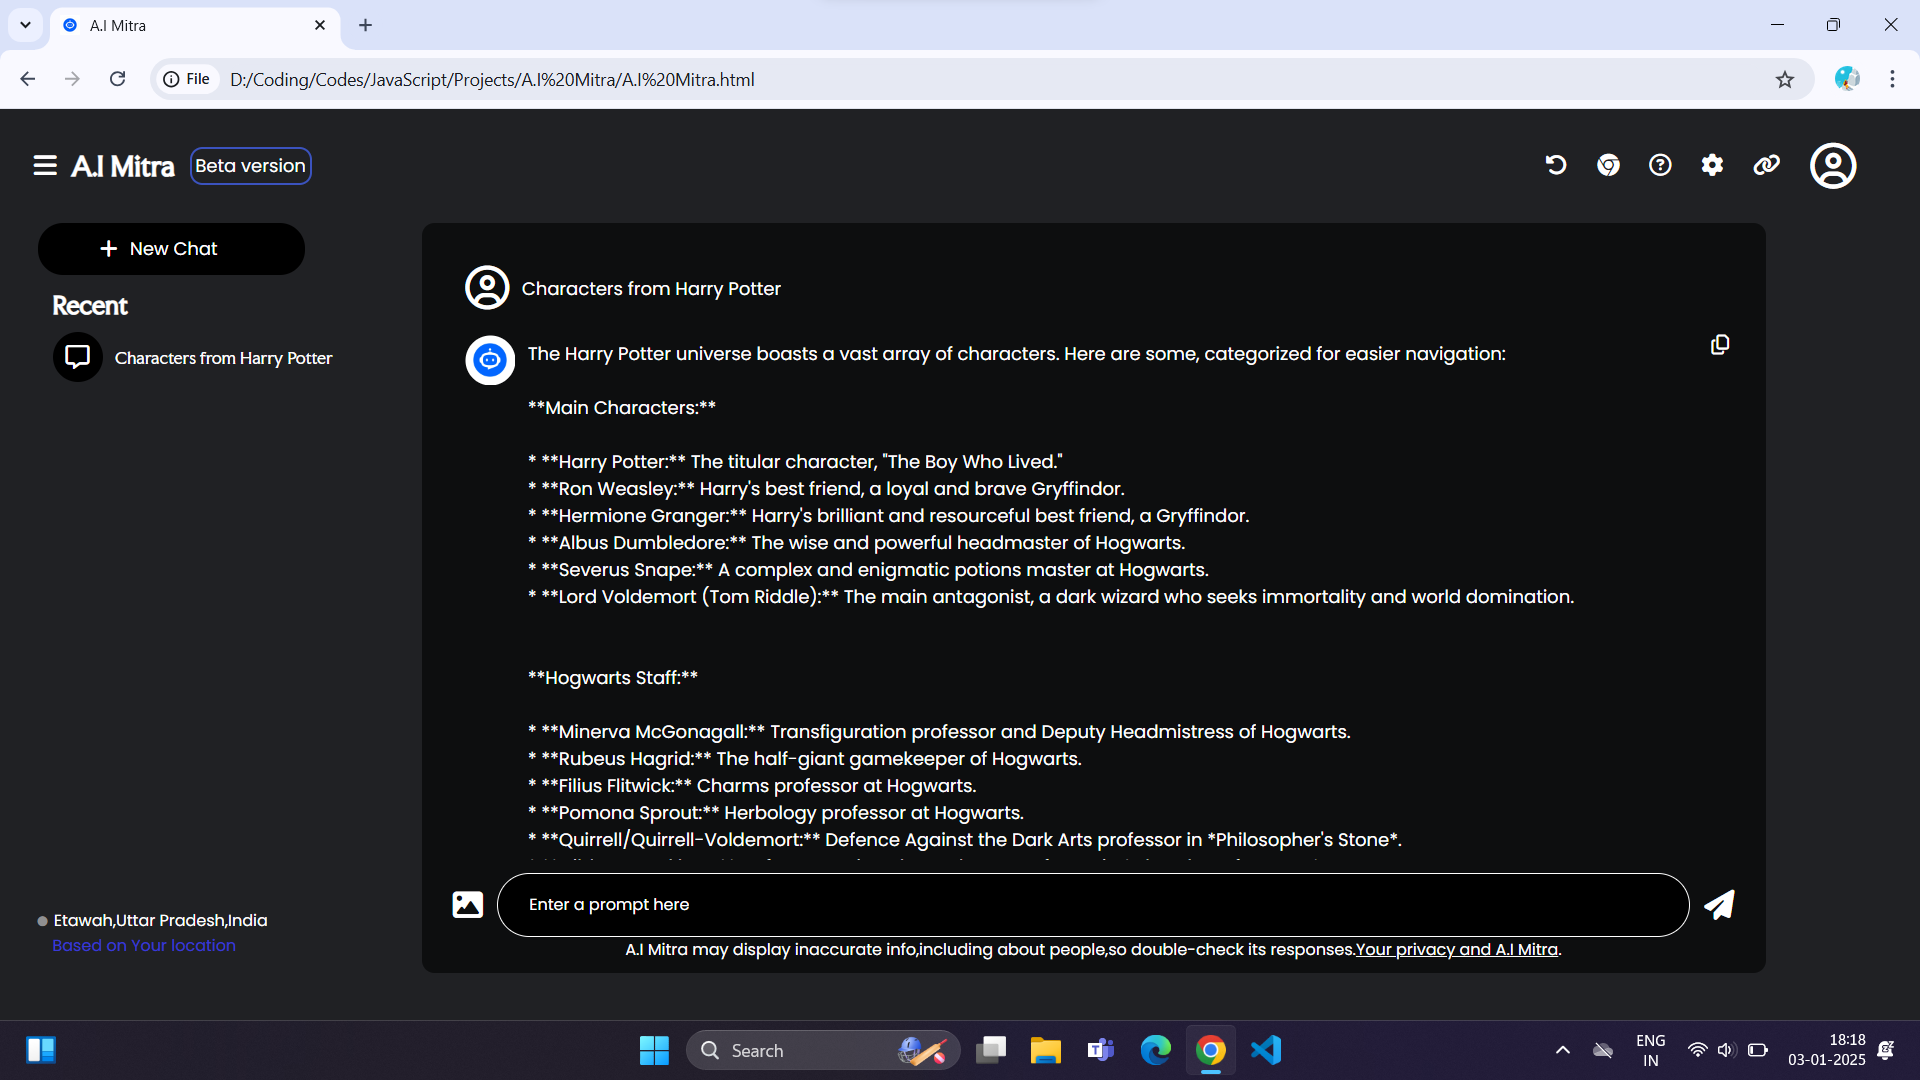 A.I Mitra
File
D:/Coding/Codes/JavaScript/Projects/A.I%20Mitra/A.I%20Mitra.html
A.I Mitra
Beta version
New Chat
Recent
Characters from Harry Potter
Characters from Harry Potter
The Harry Potter universe boasts a vast array of characters. Here are some, categorized for easier navigation:
**Main Characters:**
* **Harry Potter:** The titular character, "The Boy Who Lived."
* **Ron Weasley:** Harry's best friend, a loyal and brave Gryffindor.
* **Hermione Granger:** Harry's brilliant and resourceful best friend, a Gryffindor.
* **Albus Dumbledore:** The wise and powerful headmaster of Hogwarts.
* **Severus Snape:** A complex and enigmatic potions master at Hogwarts.
* **Lord Voldemort (Tom Riddle):** The main antagonist, a dark wizard who seeks immortality and world domination.
**Hogwarts Staff:**
* **Minerva McGonagall:** Transfiguration professor and Deputy Headmistress of Hogwarts.
* **Rubeus Hagrid:** The half-giant gamekeeper of Hogwarts.
* **Filius Flitwick:** Charms professor at Hogwarts.
* **Pomona Sprout:** Herbology professor at Hogwarts.
* **Quirrell/Quirrell-Voldemort:** Defence Against the Dark Arts professor in *Philosopher's Stone*.
Enter a prompt here
A.I Mitra may display inaccurate info,including about people,so double-check its responses.Your privacy and A.I Mitra.
Etawah,Uttar Pradesh,India
Based on Your location
Search
ENG
IN
18:18
03-01-2025